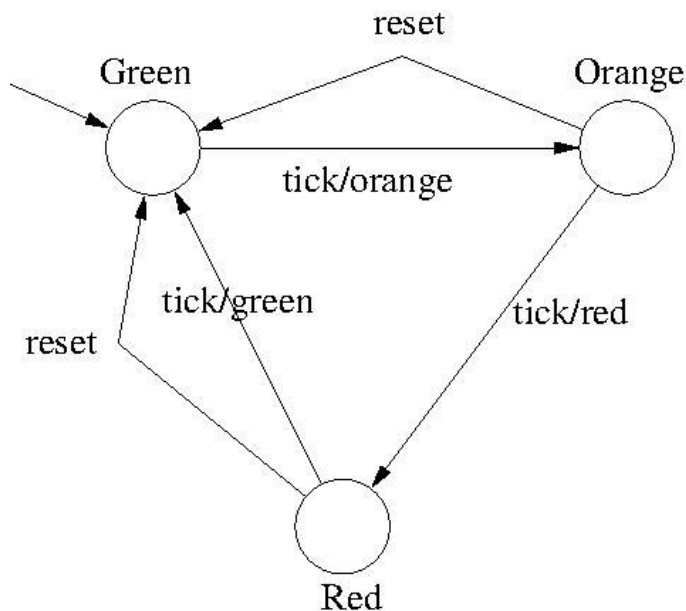 reset
Green
Orange
tick/orange
tick/green
tick/red
reset
Red